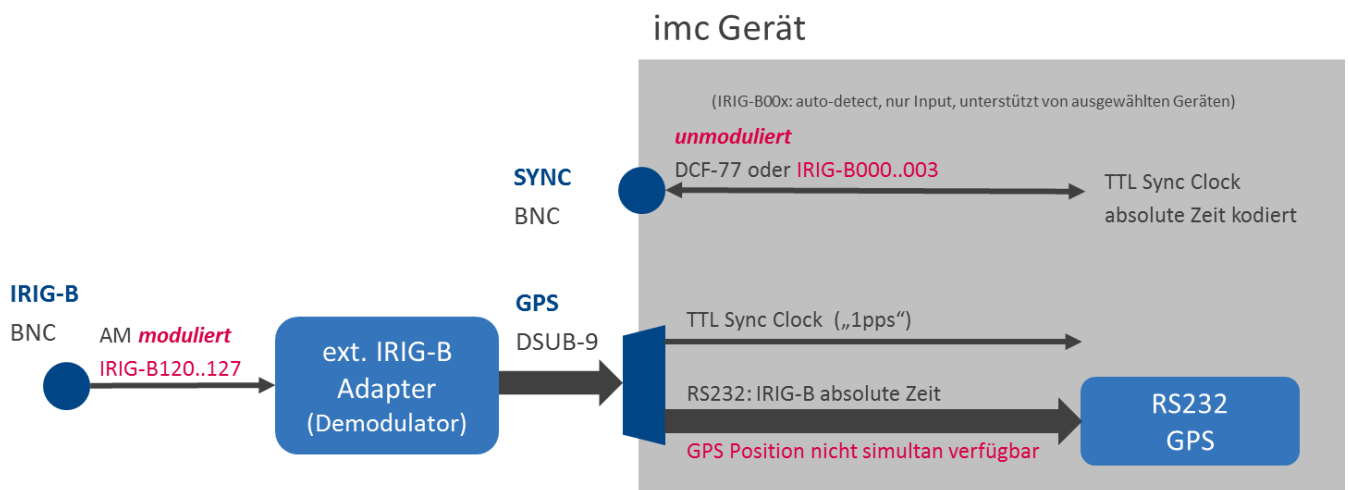 imc Gerät
(IRIG-B00x: auto-detect, nur Input, unterstützt von ausgewählten Geräten)
unmoduliert
SYNC
DCF-77 oder IRIG-B000..003
BNC
TTL Sync Clock
absolute Zeit kodiert
IRIG-B
BNC
AM moduliert
IRIG-B120..127
ext. IRIG-B
Adapter
(Demodulator)
GPS
DSUB-9
TTL Sync Clock („1pps“)
RS232: IRIG-B absolute Zeit
GPS Position nicht simultan verfügbar
RS232
GPS